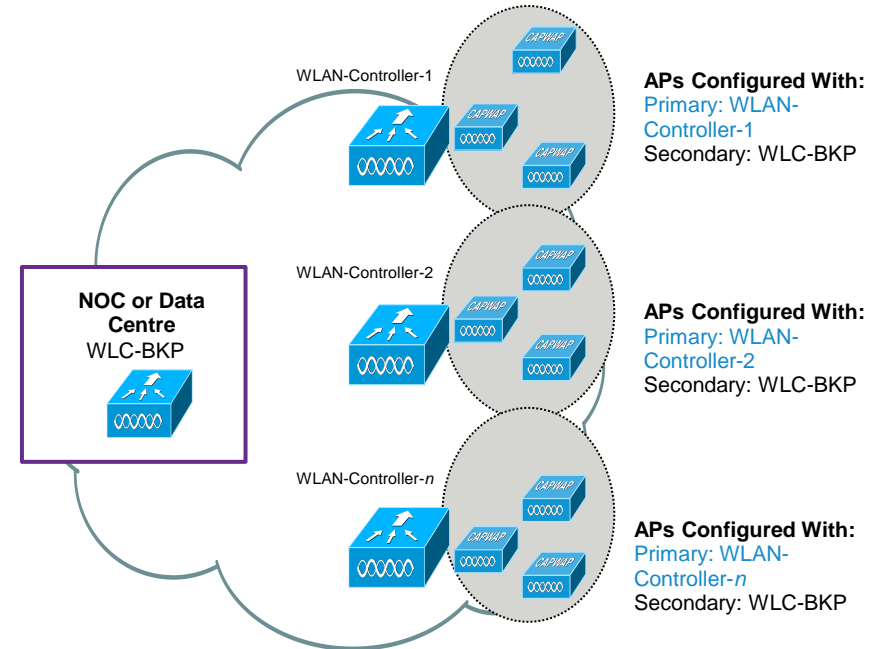 WLAN-Controller-1
CAPWAP
CAPWAP
CAPWAP
APs Configured With:
Primary: WLAN-
Controller-1
Secondary: WLC-BKP
NOC or Data
Centre
WLC-BKP
WLAN-Controller-2
CAPWAP
CAPWAP
CAPWAP
APs Configured With:
Primary: WLAN-
Controller-2
Secondary: WLC-BKP
WLAN-Controller-n
CAPWAP
CAPWAP
CAPWAP
APs Configured With:
Primary: WLAN-
Controller-n
Secondary: WLC-BKP